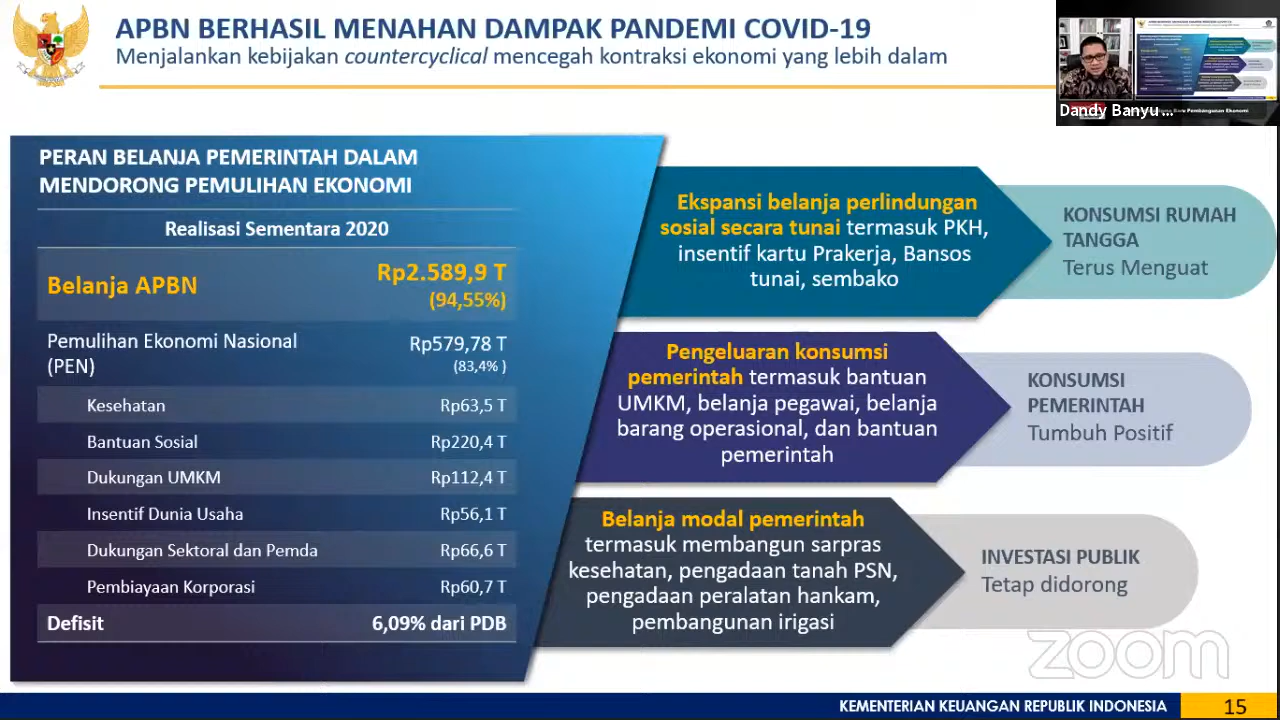 APBN BERHASIL MENAHAN DAMPAK PANDEMI COVID-19
Menjalankan kebijakan countercyclical mencegah kontraksi ekonomi yang lebih dalam
Dandy Banyu ...
PERAN BELANJA PEMERINTAH DALAM
MENDORONG PEMULIHAN EKONOMI
Realisasi Sementara 2020
Belanja APBN
Rp2.589,9 T
(94,55%)
Pemulihan Ekonomi Nasional
(PEN)
Rp579,78 T
(83,4% )
Kesehatan
Rp63,5 T
Bantuan Sosial
Rp220,4 T
Dukungan UMKM
Rp112,4 T
Insentif Dunia Usaha
Rp56,1 T
Dukungan Sektoral dan Pemda
Rp66,6 T
Pembiayaan Korporasi
Rp60,7 T
Defisit
6,09% dari PDB
Ekspansi belanja perlindungan
sosial secara tunai termasuk PKH,
insentif kartu Prakerja, Bansos
tunai, sembako
KONSUMSI RUMAH
TANGGA
Terus Menguat
Pengeluaran konsumsi
pemerintah termasuk bantuan
UMKM, belanja pegawai, belanja
barang operasional, dan bantuan
pemerintah
KONSUMSI
PEMERINTAH
Tumbuh Positif
Belanja modal pemerintah
termasuk membangun sarpras
kesehatan, pengadaan tanah PSN,
pengadaan peralatan hankam,
pembangunan irigasi
INVESTASI PUBLIK
Tetap didorong
zoom
KEMENTERIAN KEUANGAN REPUBLIK INDONESIA
15